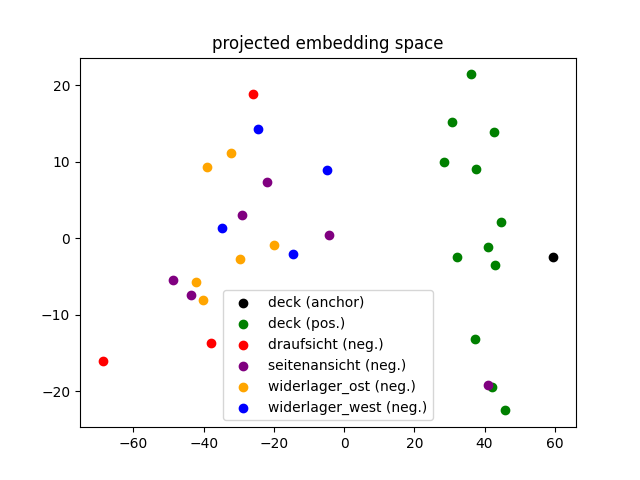 projected embedding space
20
10
0
−10
−20
deck (anchor)
deck (pos.)
draufsicht (neg.)
seitenansicht (neg.)
widerlager_ost (neg.)
widerlager_west (neg.)
−60 −40 −20 0 20 40 60